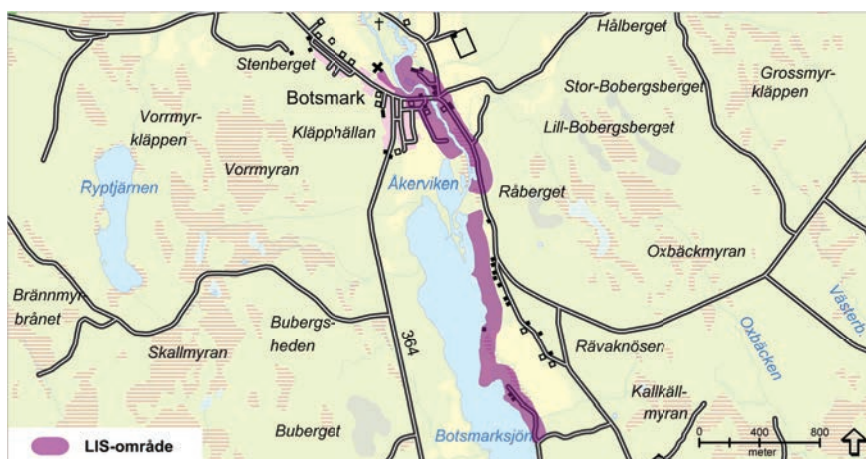 Hålberget
Stenberget
Stor-Bobergsberget
Grossmyr-
kläppen
Botsmark
Vorrmyr-
kläppen
Kläpphällan
Lill-Bobergsberget
Vorrmyran
Ryptjärnen
Åkerviken
Råberget
Oxbäckmyran
Brännmyr-
brånet
Bubergs-
heden
364
Västerb.
Oxbäcken
Skallmyran
Rävaknösen
Kallkäll-
myran
Buberget
Botsmarksjön
LIS-område
0 400 800
meter